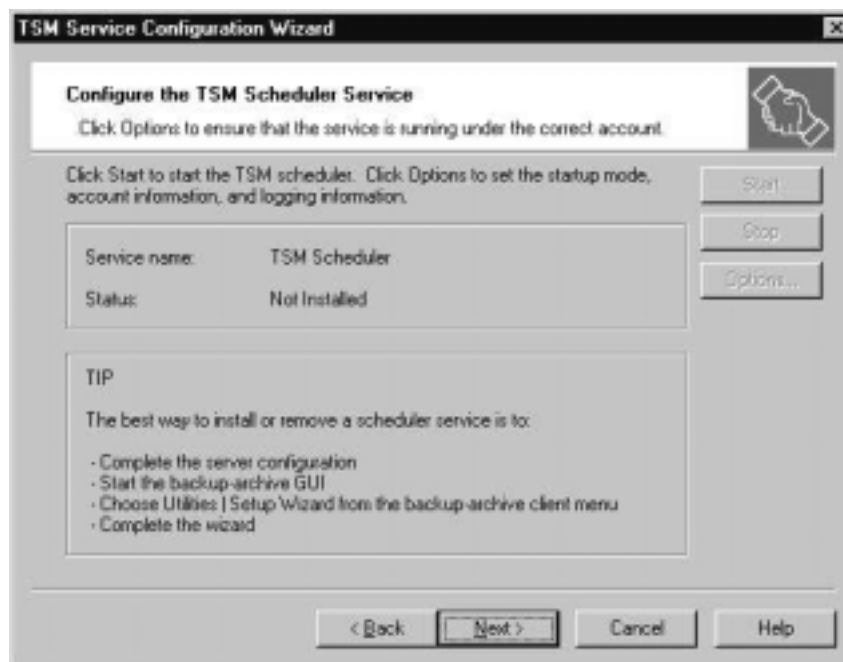 TSM Service Configuration Wizard
Configure the TSM Scheduler Service
Click Options to ensure that the service is running under the correct account.
Click Start to start the TSM scheduler. Click Options to set the startup mode,
account information, and logging information.
Start
Stop
Options...
Service name: TSM Scheduler
Status: Not Installed
TIP
The best way to install or remove a scheduler service is to:
- Complete the server configuration
- Start the backup-archive GUI
- Choose Utilities | Setup Wizard from the backup-archive client menu
- Complete the wizard
< Back
Next >
Cancel
Help